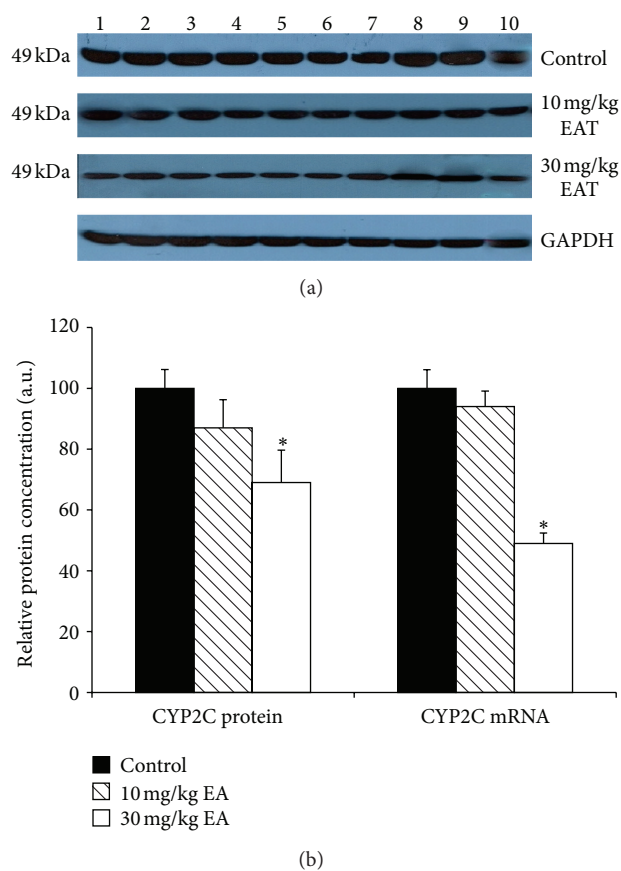 1 2 3 4 5 6 7 8 9 10
49 kDa Control
49 kDa 10 mg/kg
EAT
49 kDa 30 mg/kg
EAT
GAPDH
(a)
Relative protein concentration (a.u.)
120
100
80
60
40
20
0
*
*
CYP2C protein CYP2C mRNA
Control
10 mg/kg EA
30 mg/kg EA
(b)